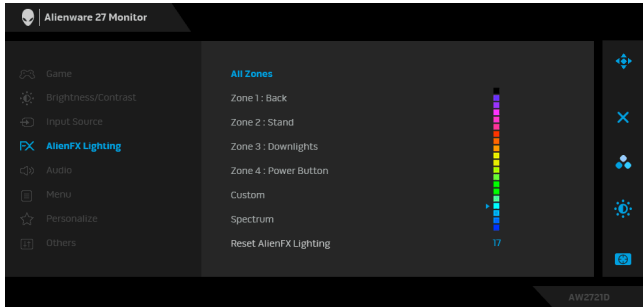 Alienware 27 Monitor
Game
Brightness/Contrast
Input Source
FX AlienFX Lighting
Audio
Menu
Personalize
Others
All Zones
Zone 1 : Back
Zone 2 : Stand
Zone 3 : Downlights
Zone 4 : Power Button
Custom
Spectrum
Reset AlienFX Lighting
17
AW2721D